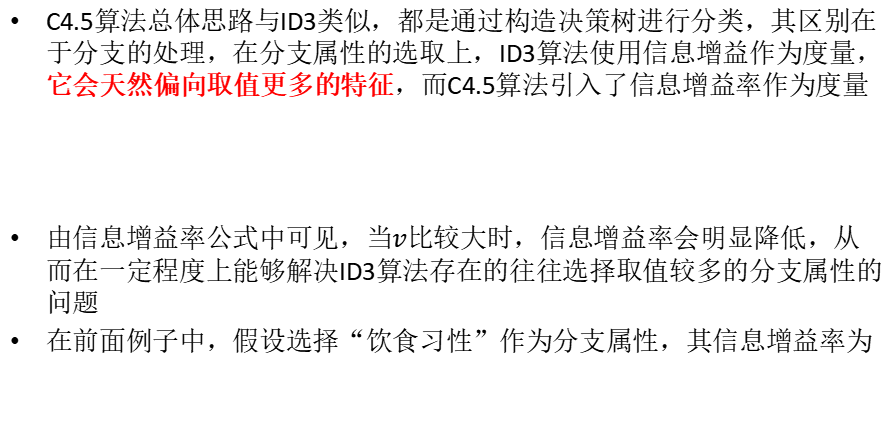 • C4.5算法总体思路与ID3类似，都是通过构造决策树进行分类，其区别在
于分支的处理，在分支属性的选取上，ID3算法使用信息增益作为度量，
它会天然偏向取值更多的特征，而C4.5算法引入了信息增益率作为度量
• 由信息增益率公式中可见，当v比较大时，信息增益率会明显降低，从
而在一定程度上能够解决ID3算法存在的往往选择取值较多的分支属性的
问题
• 在前面例子中，假设选择“饮食习性”作为分支属性，其信息增益率为